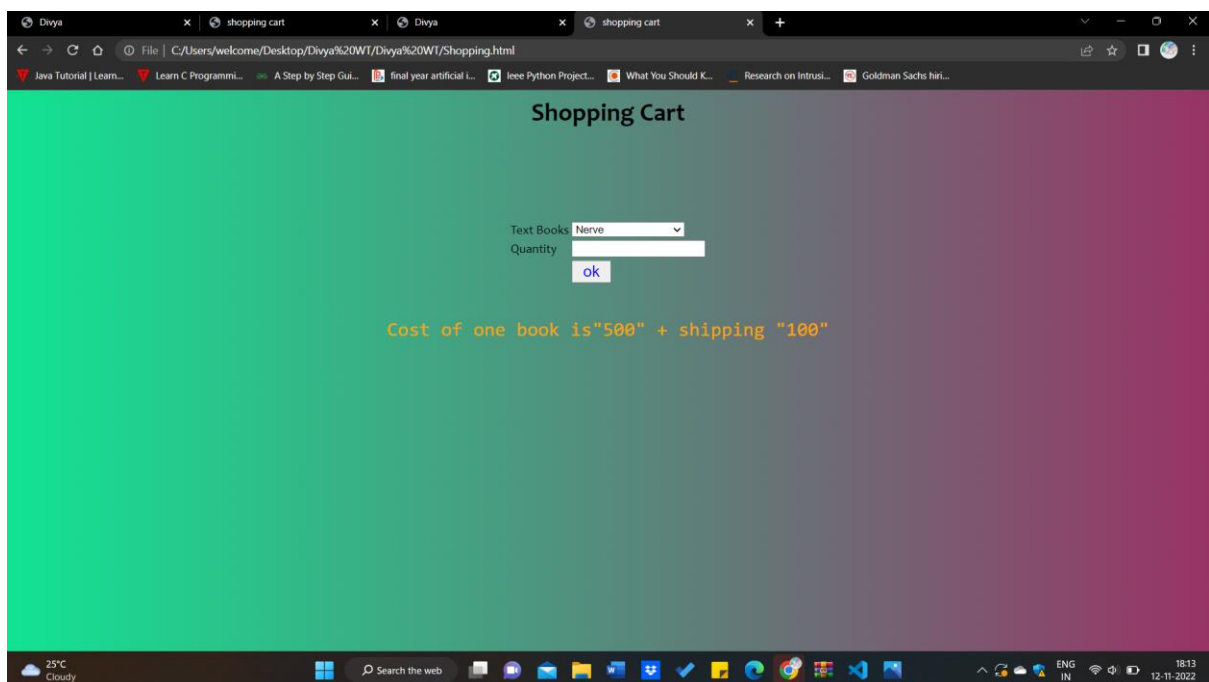 Divya shopping cart Divya shopping cart
File | C:/Users/welcome/Desktop/Divya%20WT/Divya%20WT/Shopping.html
Java Tutorial | Learn... Learn C Programmi... A Step by Step Gui... final year artificial i... Ieee Python Project... What You Should K... Research on Intrusi... Goldman Sachs hiri...
Shopping Cart
Text Books Nerve
Quantity
ok
Cost of one book is"500" + shipping "100"
25°C
Cloudy
Search the web
ENG
IN
18:13
12-11-2022